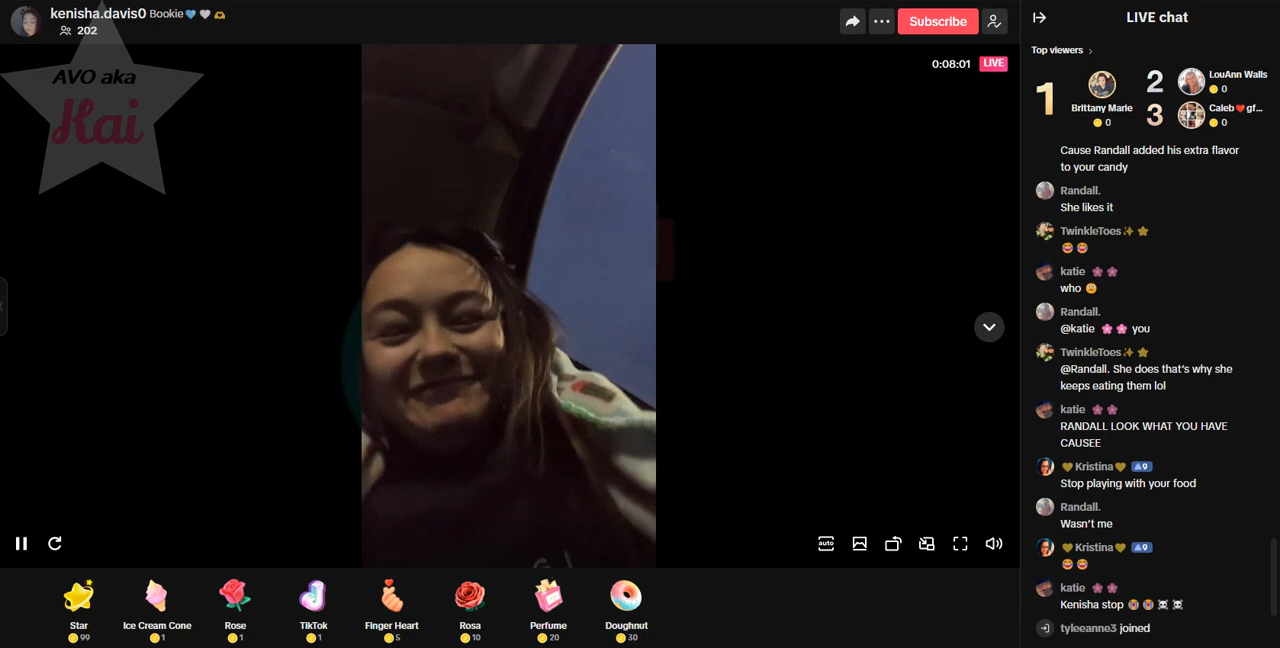 kenisha.davis0 Bookie💙🤍🫶
202
AVO aka
Kai
Subscribe
0:08:01 LIVE
auto
Star
99
Ice Cream Cone
1
Rose
1
TikTok
1
Finger Heart
5
Rosa
10
Perfume
20
Doughnut
30
LIVE chat
Top viewers
1
Brittany Marie
0
2
LouAnn Walls
0
3
Caleb❤️gf...
0
Cause Randall added his extra flavor
to your candy
Randall.
She likes it
TwinkleToes✨⭐
😂😂
katie 🌸🌸
who 😩
Randall.
@katie 🌸🌸 you
TwinkleToes✨⭐
@Randall. She does that's why she
keeps eating them lol
katie 🌸🌸
RANDALL LOOK WHAT YOU HAVE
CAUSEE
💛Kristina💛 9
Stop playing with your food
Randall.
Wasn't me
💛Kristina💛 9
😂😂
katie 🌸🌸
Kenisha stop 😭😭☠️☠️
tyleeanne3 joined